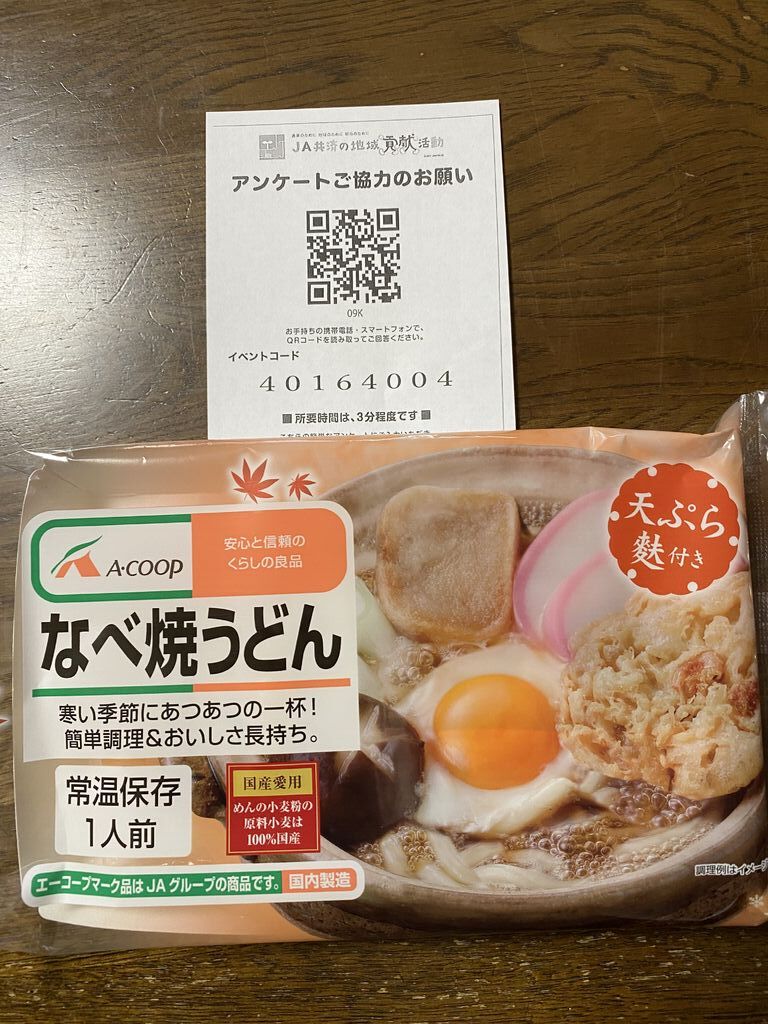 JA共済の地域貢献活動
アンケートご協力のお願い
09K
お手持ちの携帯電話・スマートフォンで、
QRコードを読み取ってご回答ください。
イベントコード
40164004
■所要時間は、3分程度です■
A・COOP
安心と信頼の
くらしの良品
天ぷら
麩付き
なべ焼うどん
寒い季節にあつあつの一杯！
簡単調理&おいしさ長持ち。
常温保存
1人前
国産愛用
めんの小麦粉の
原料小麦は
100%国産
エーコープマーク品はJAグループの商品です。
国内製造
調理例はイメージ